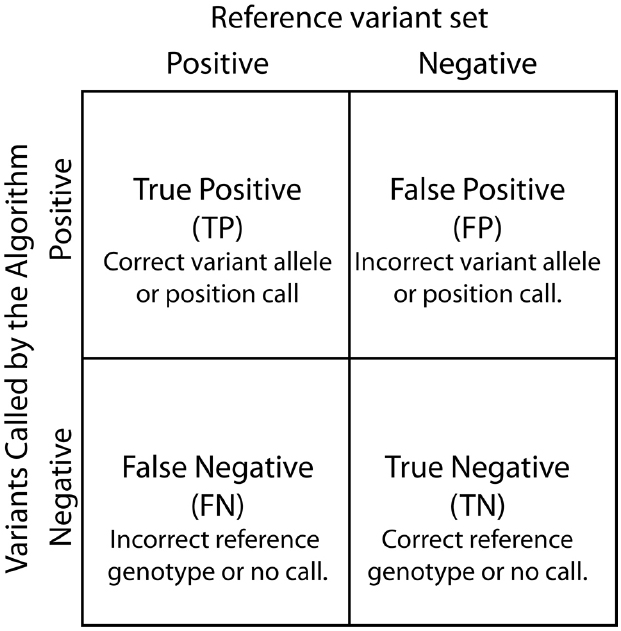 Reference variant set
Positive
Negative
Variants Called by the Algorithm
Positive
True Positive
(TP)
Correct variant allele
or position call
False Positive
(FP)
Incorrect variant allele
or position call.
Negative
False Negative
(FN)
Incorrect reference
genotype or no call.
True Negative
(TN)
Correct reference
genotype or no call.